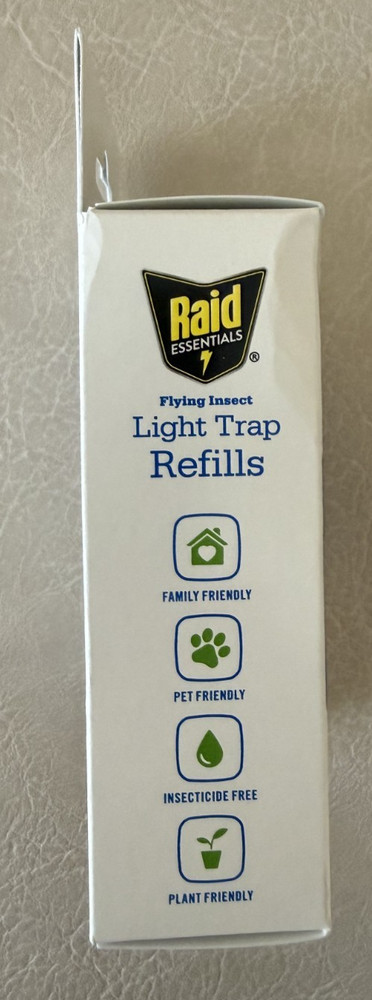 Raid
ESSENTIALS
®
Flying Insect
Light Trap
Refills
FAMILY FRIENDLY
PET FRIENDLY
INSECTICIDE FREE
PLANT FRIENDLY